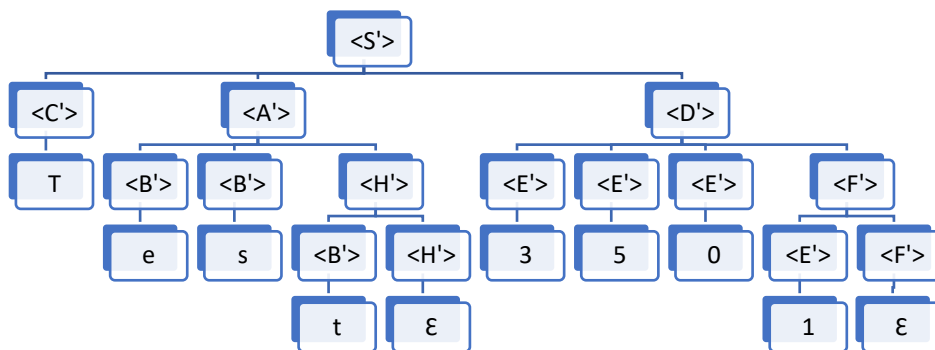 <S'>
<C'> <A'> <D'>
T <B'> <B'> <H'> <E'> <E'> <E'> <F'>
e s <B'> <H'> 3 5 0 <E'> <F'>
t Ɛ 1 Ɛ